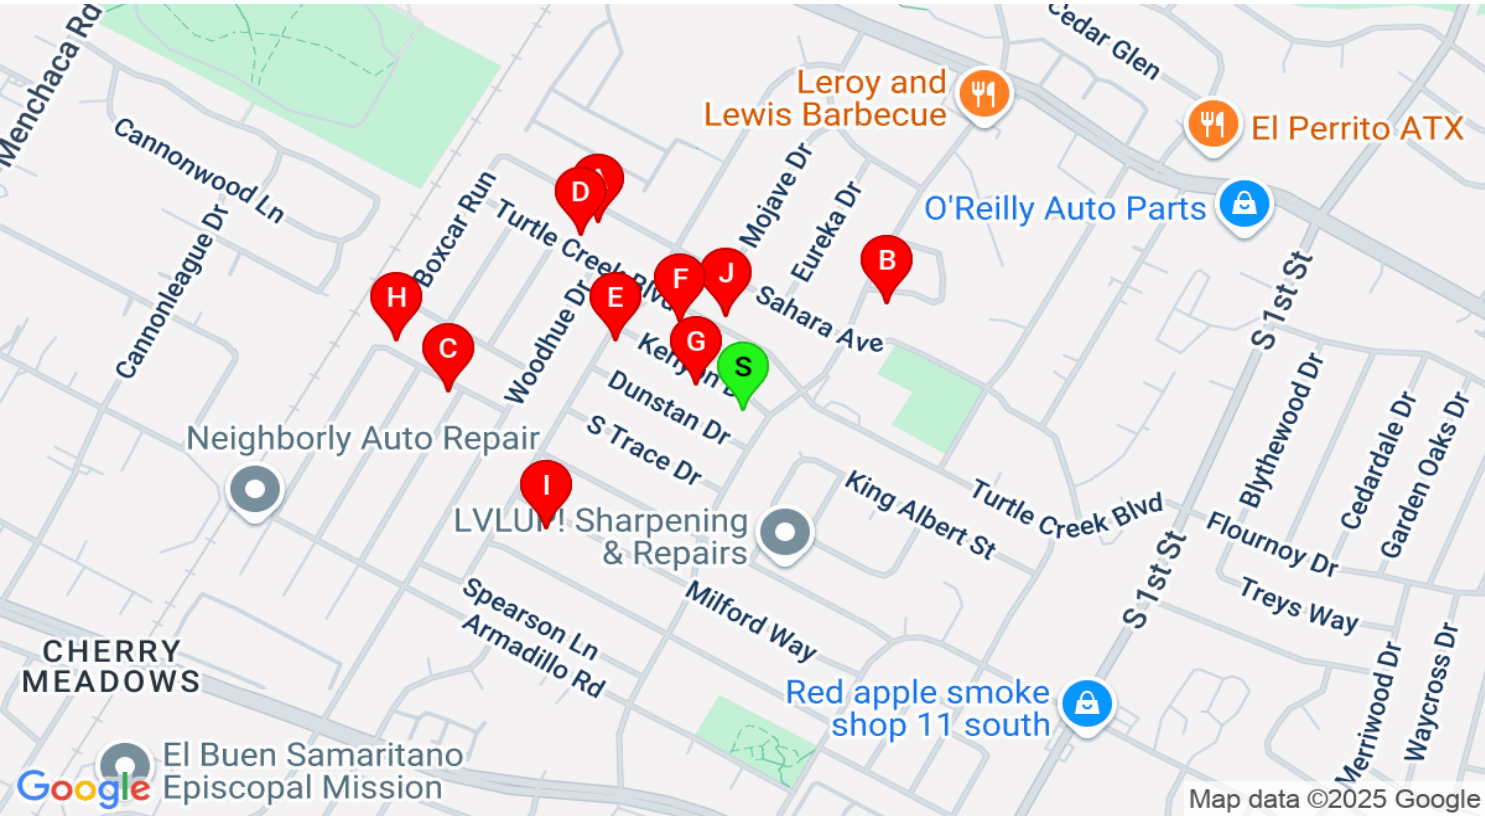 Menchaca Rd
Cedar Glen
Leroy and
Lewis Barbecue
El Perrito ATX
Cannonwood Ln
Cannonleague Dr
Boxcar Run
Mojave Dr
Eureka Dr
O'Reilly Auto Parts
D
Turtle Creek Blvd
B
F
J
E
H
Sahara Ave
S 1st St
C
G
S
Woodhue Dr
Kenyon D
Dunstan Dr
S Trace Dr
Blythewood Dr
Cedardale Dr
Garden Oaks Dr
Neighborly Auto Repair
I
LVLUP! Sharpening
& Repairs
King Albert St
Turtle Creek Blvd
S 1st St
Flournoy Dr
Treys Way
Spearson Ln
Armadillo Rd
Milford Way
CHERRY
MEADOWS
Merriwood Dr
Waycross Dr
Red apple smoke
shop 11 south
El Buen Samaritano
Episcopal Mission
Google
Map data ©2025 Google